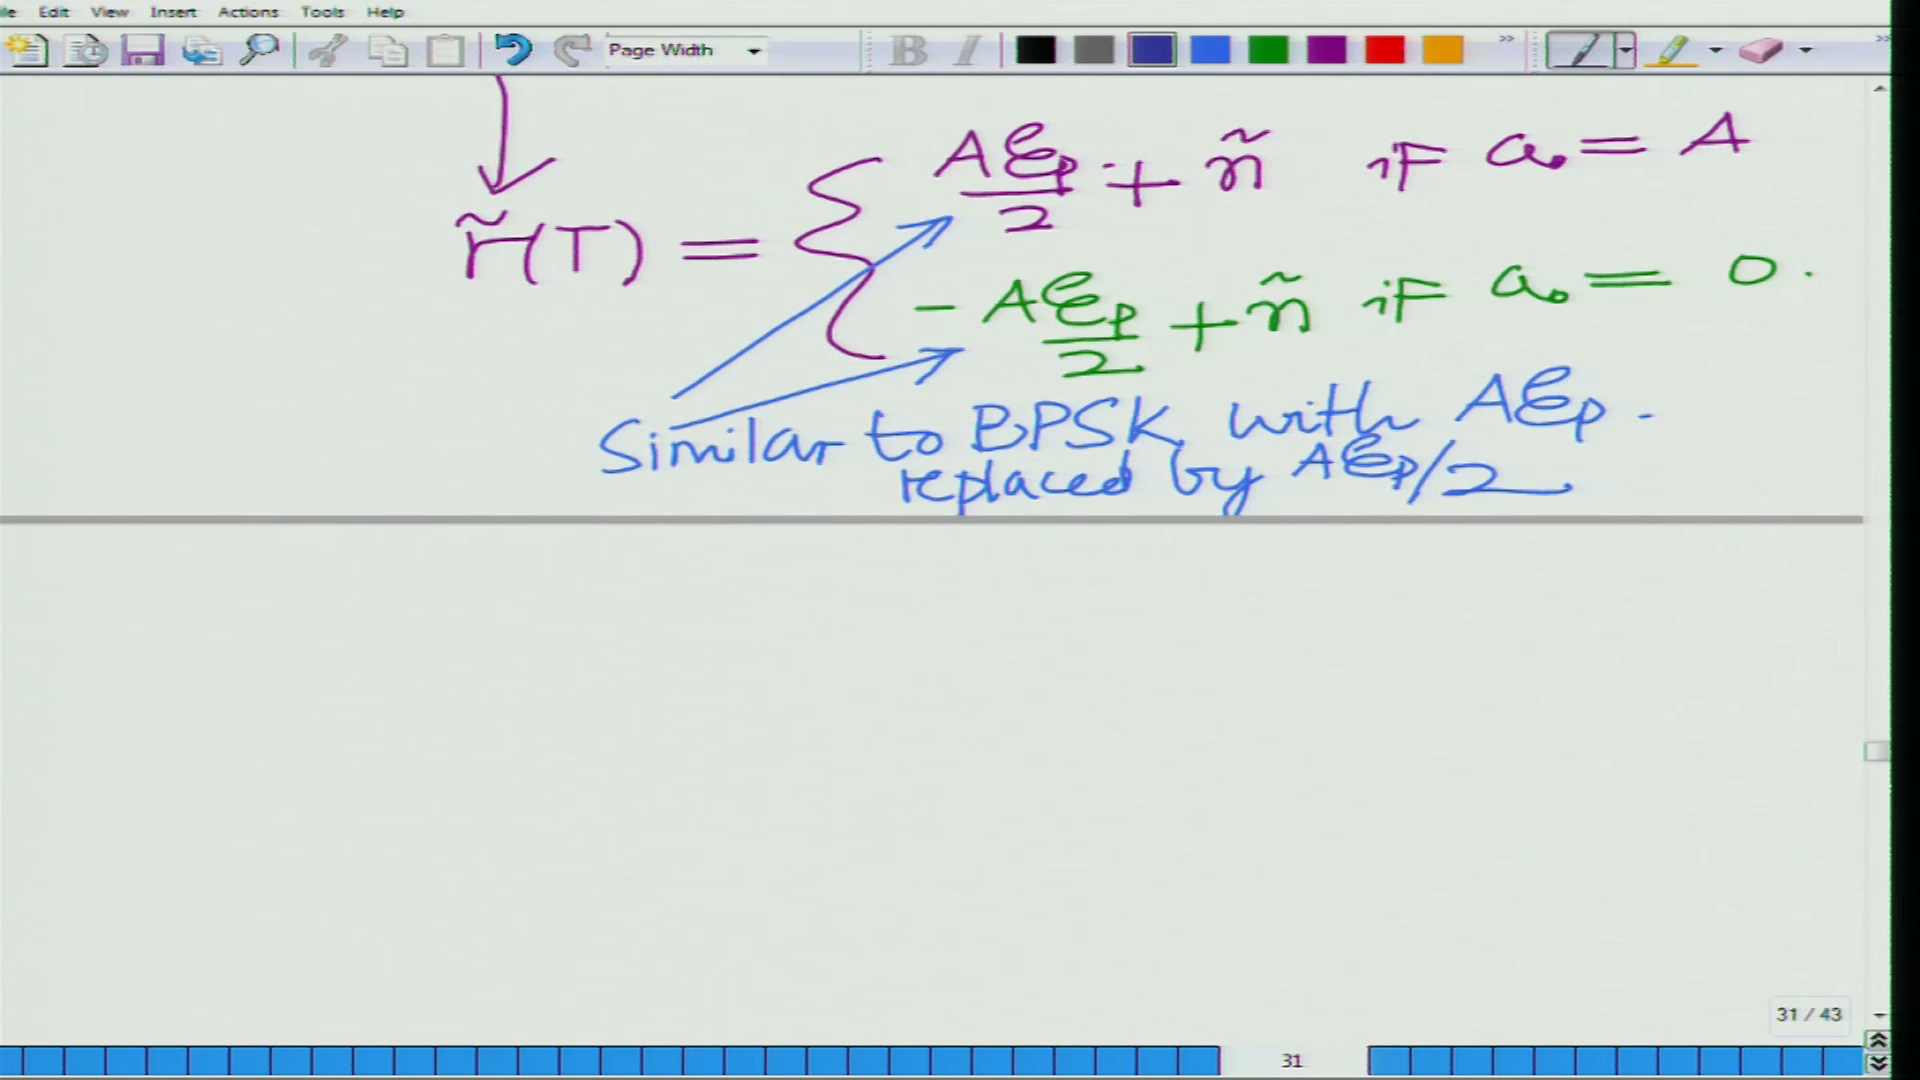 Edit View Insert Actions Tools Help
Page Width
B I
r̃(T) = { AEp/2 + ñ if a₀ = A
- AEp/2 + ñ if a₀ = 0.
Similar to BPSK with AEp.
replaced by AEp/2
31 / 43
31